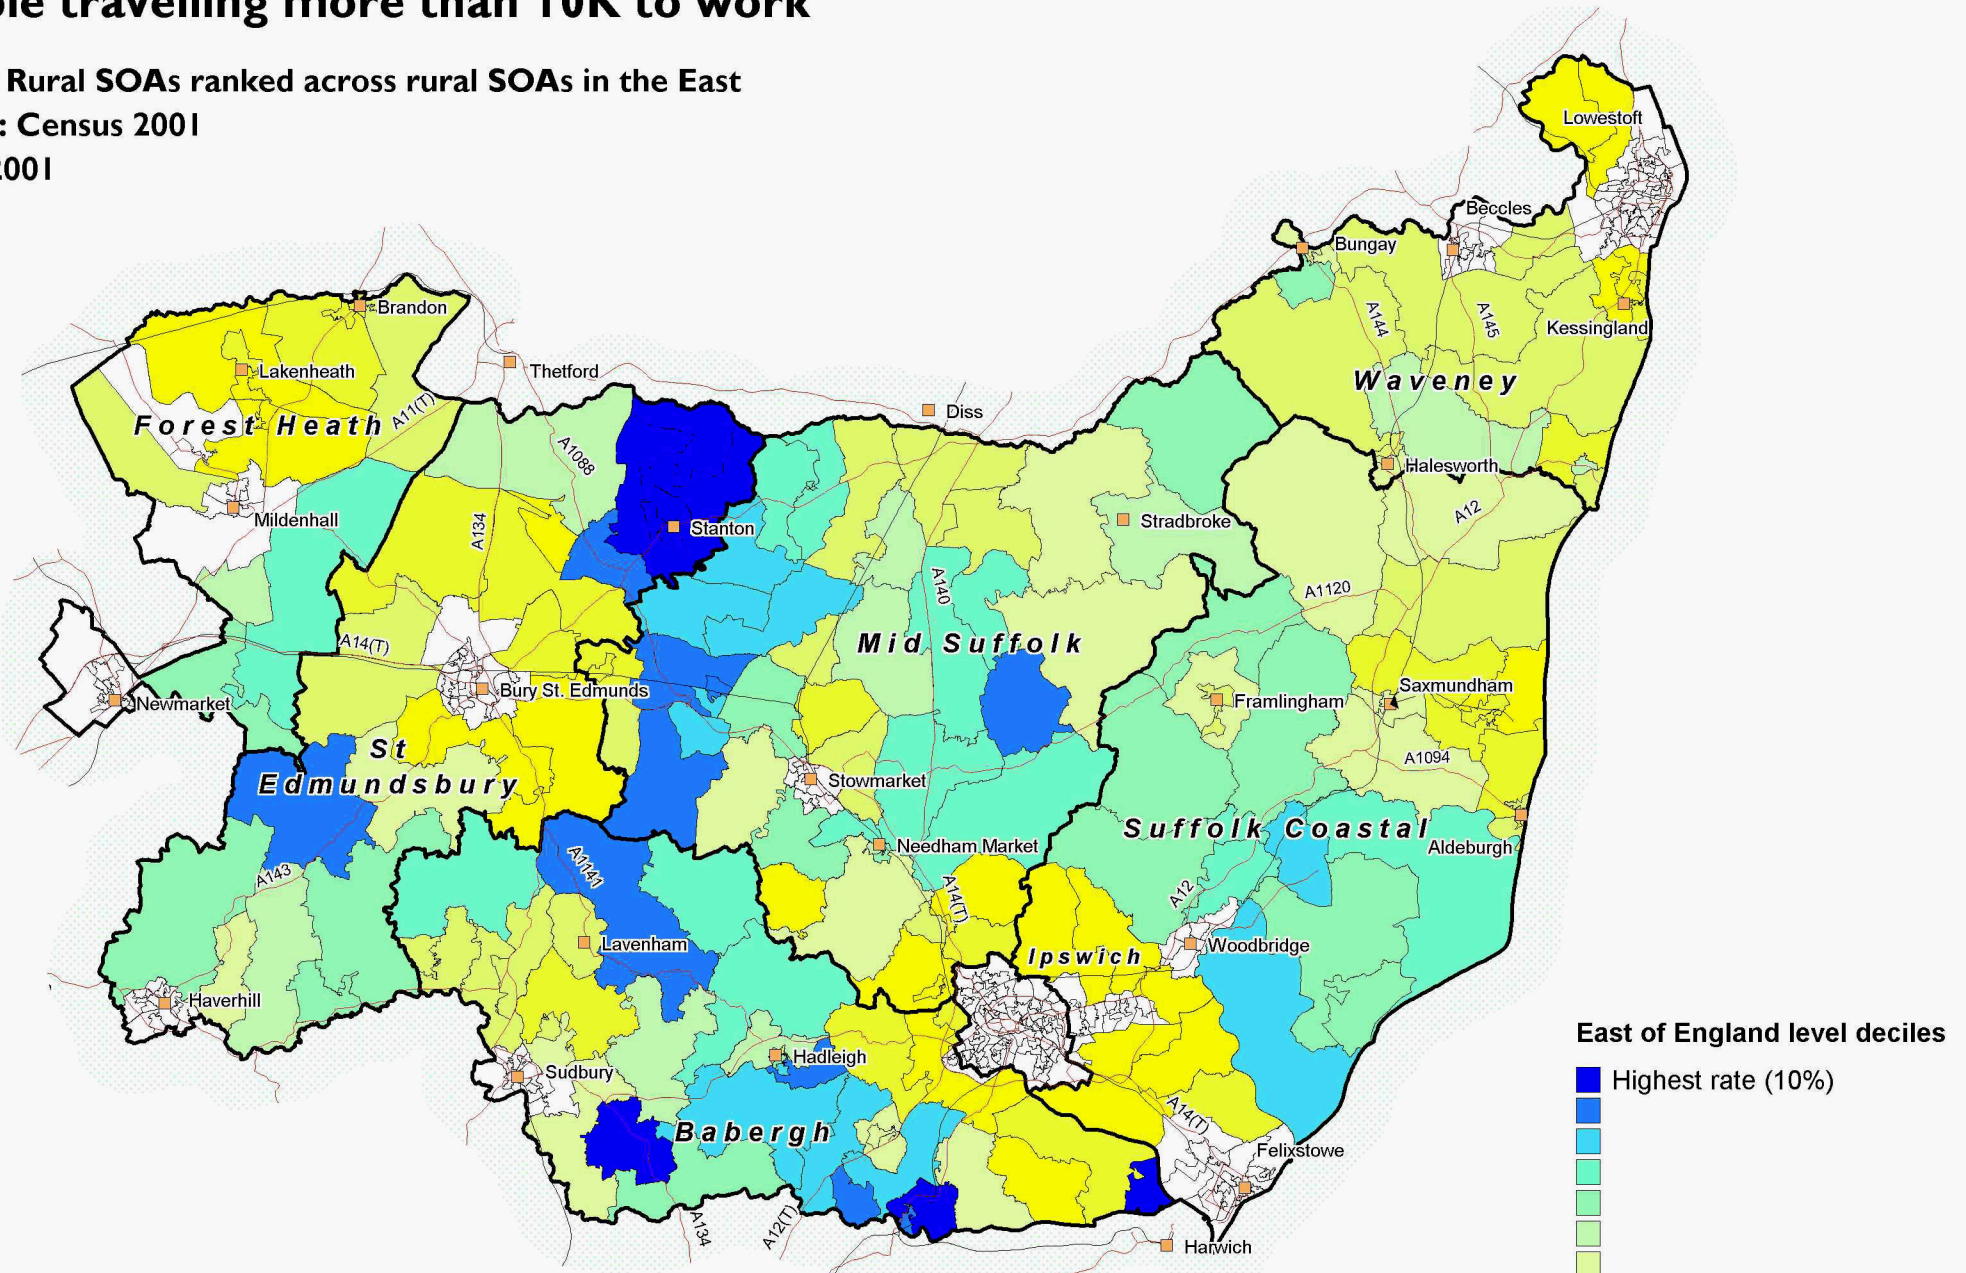 ple travelling more than 10K to work
Rural SOAs ranked across rural SOAs in the East
: Census 2001
2001
Lowestoft
Beccles
Bungay
A144
A145
Kessingland
Waveney
Halesworth
A12
Brandon
Lakenheath
Thetford
A11(T)
Forest Heath
Diss
A1088
Mildenhall
A134
Stanton
Stradbroke
A140
A1120
A14(T)
Mid Suffolk
Bury St. Edmunds
Newmarket
Saxmundham
Framlingham
St
Edmundsbury
A1094
Stowmarket
Suffolk Coastal
Aldeburgh
Needham Market
A1141
A143
A14(T)
A12
Lavenham
Ipswich
Woodbridge
Haverhill
Hadleigh
Sudbury
Babergh
A14(T)
Felixstowe
A134
A12(T)
Harwich
East of England level deciles
Highest rate (10%)